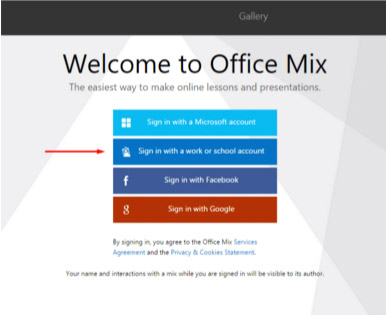 Gallery
Welcome to Office Mix
The easiest way to make online lessons and presentations.
Sign in with a Microsoft account
Sign in with a work or school account
f Sign in with Facebook
g Sign in with Google
By signing in, you agree to the Office Mix Services
Agreement and the Privacy & Cookies Statement.
Your name and interactions with a mix while you are signed in will be visible to its author.